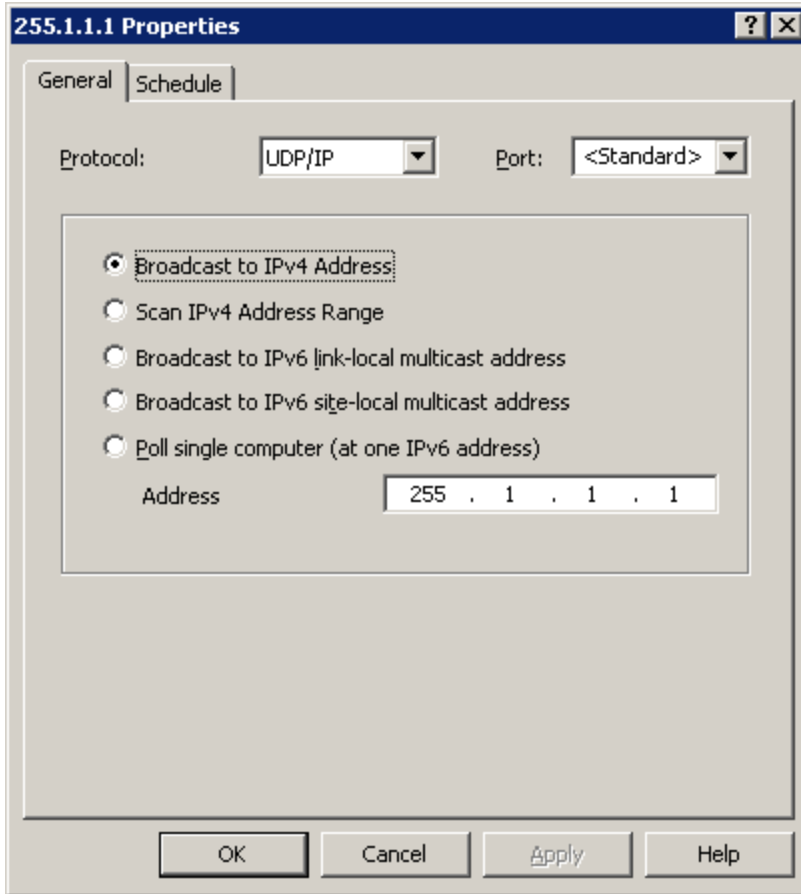 255.1.1.1 Properties
General Schedule
Protocol: UDP/IP Port: <Standard>
Broadcast to IPv4 Address
Scan IPv4 Address Range
Broadcast to IPv6 link-local multicast address
Broadcast to IPv6 site-local multicast address
Poll single computer (at one IPv6 address)
Address 255 . 1 . 1 . 1
OK Cancel Apply Help